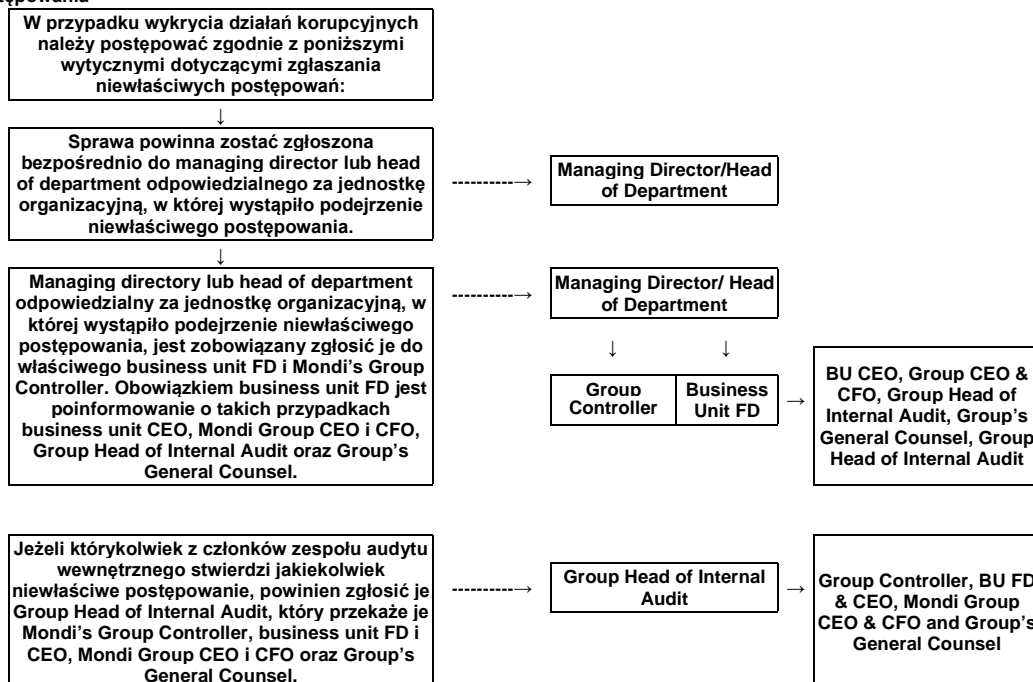 tępowania
W przypadku wykrycia działań korupcyjnych
należy postępować zgodnie z poniższymi
wytycznymi dotyczącymi zgłaszania
niewłaściwych postępowań:
↓
Sprawa powinna zostać zgłoszona
bezpośrednio do managing director lub head
of department odpowiedzialnego za jednostkę
organizacyjną, w której wystąpiło podejrzenie
niewłaściwego postępowania.
----------→
Managing Director/Head
of Department
↓
Managing directory lub head of department
odpowiedzialny za jednostkę organizacyjną, w
której wystąpiło podejrzenie niewłaściwego
postępowania, jest zobowiązany zgłosić je do
właściwego business unit FD i Mondi's Group
Controller. Obowiązkiem business unit FD jest
poinformowanie o takich przypadkach
business unit CEO, Mondi Group CEO i CFO,
Group Head of Internal Audit oraz Group's
General Counsel.
----------→
Managing Director/ Head
of Department
↓ ↓
Group
Controller
Business
Unit FD
→
BU CEO, Group CEO &
CFO, Group Head of
Internal Audit, Group's
General Counsel, Group
Head of Internal Audit
Jeżeli którykolwiek z członków zespołu audytu
wewnętrznego stwierdzi jakiekolwiek
niewłaściwe postępowanie, powinien zgłosić je
Group Head of Internal Audit, który przekaże je
Mondi's Group Controller, business unit FD i
CEO, Mondi Group CEO i CFO oraz Group's
General Counsel.
----------→
Group Head of Internal
Audit
→
Group Controller, BU FD
& CEO, Mondi Group
CEO & CFO and Group's
General Counsel